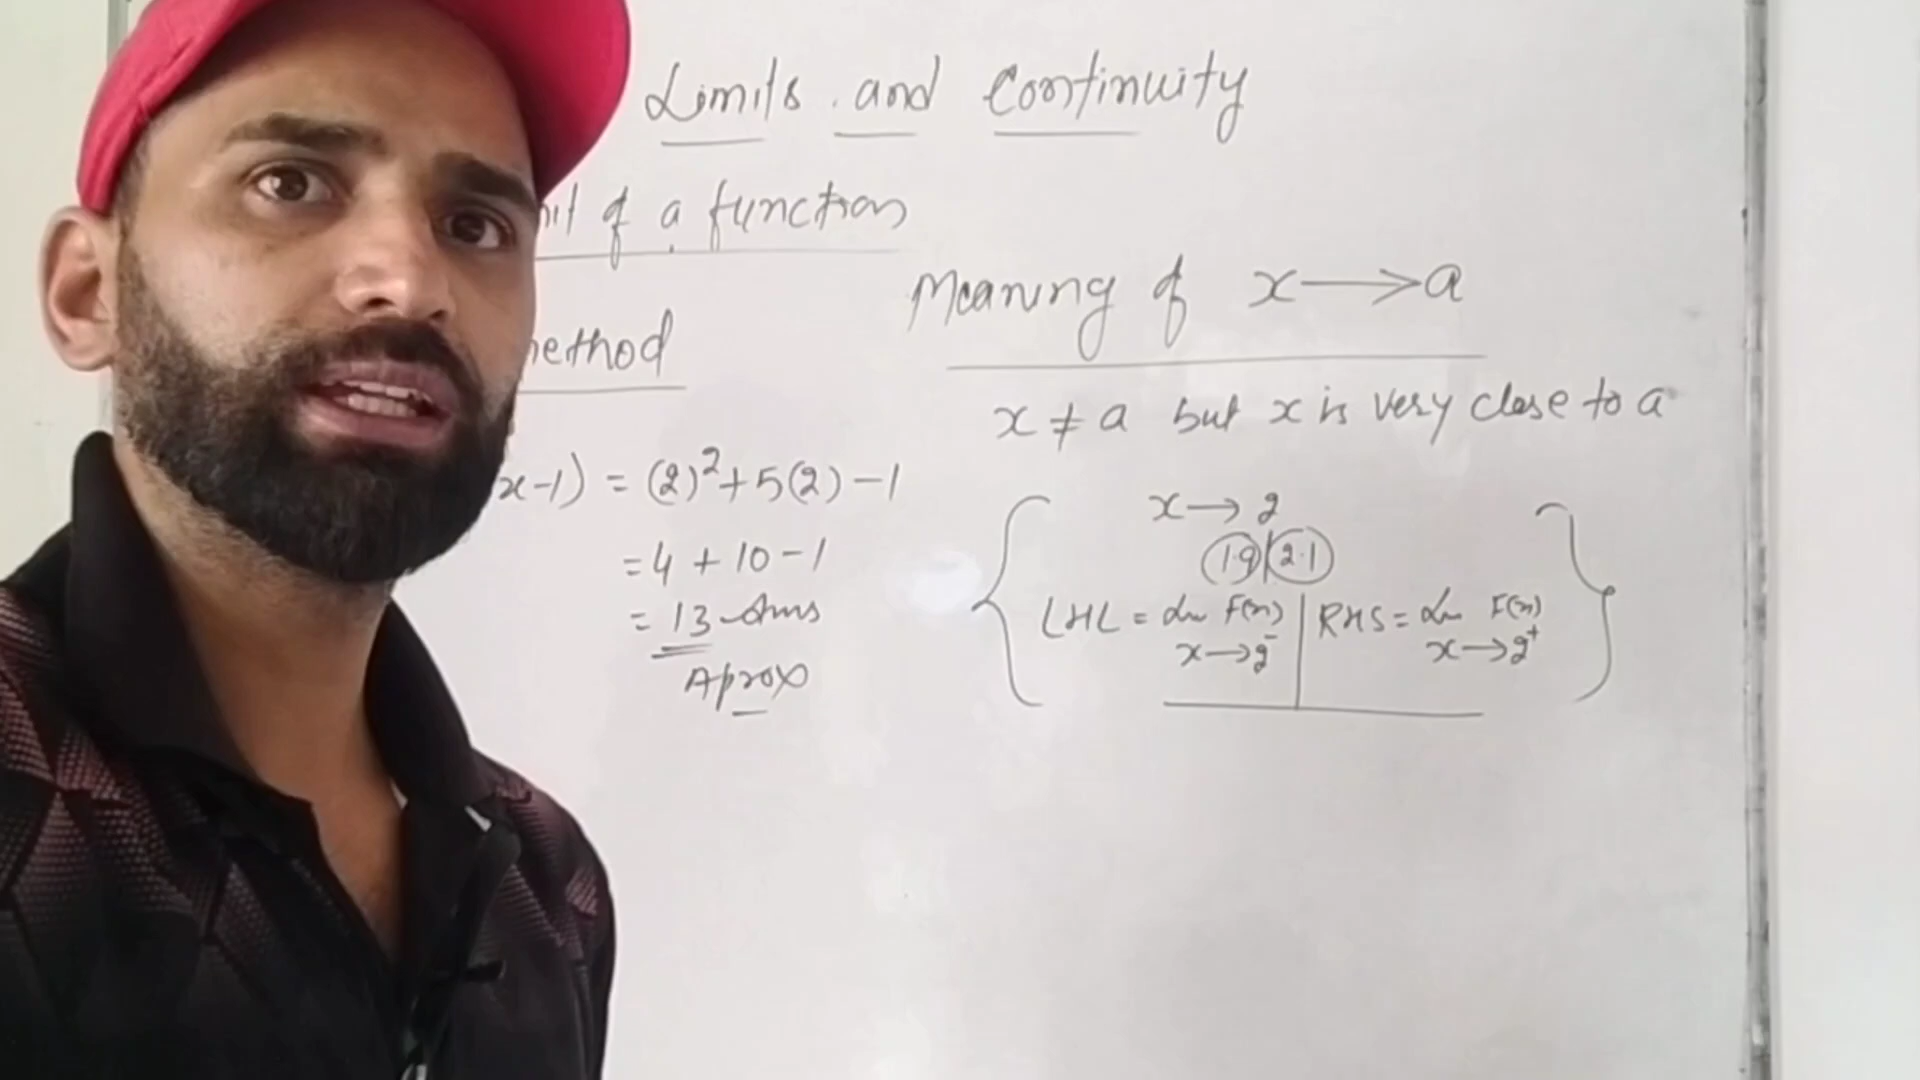 Limits and Continuity
of a function
Meaning of x → a
method
x ≠ a but x is very close to a
x-1) = (2)² + 5(2) - 1
= 4 + 10 - 1
= 13 Ans
Aprox
x → 2
1.9 | 2.1
LHL = Lim F(x) | RHS = Lim F(x)
x → 2⁻ x → 2⁺